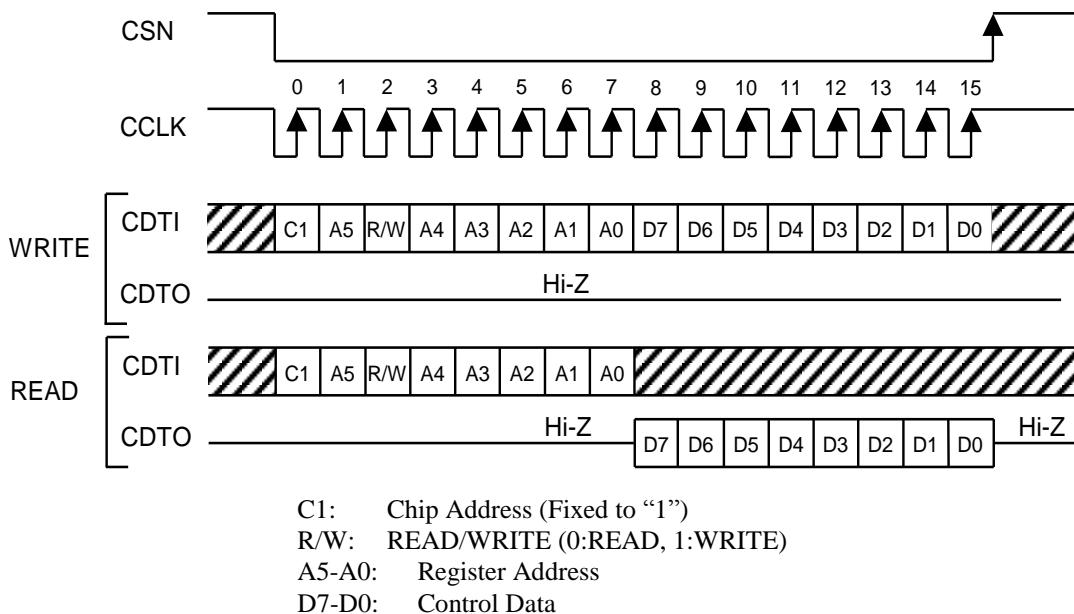 CSN
0 1 2 3 4 5 6 7 8 9 10 11 12 13 14 15
CCLK
WRITE
CDTI
C1 A5 R/W A4 A3 A2 A1 A0 D7 D6 D5 D4 D3 D2 D1 D0
Hi-Z
CDTO
READ
CDTI
C1 A5 R/W A4 A3 A2 A1 A0
CDTO
Hi-Z
D7 D6 D5 D4 D3 D2 D1 D0
Hi-Z
C1: Chip Address (Fixed to “1”)
R/W: READ/WRITE (0:READ, 1:WRITE)
A5-A0: Register Address
D7-D0: Control Data